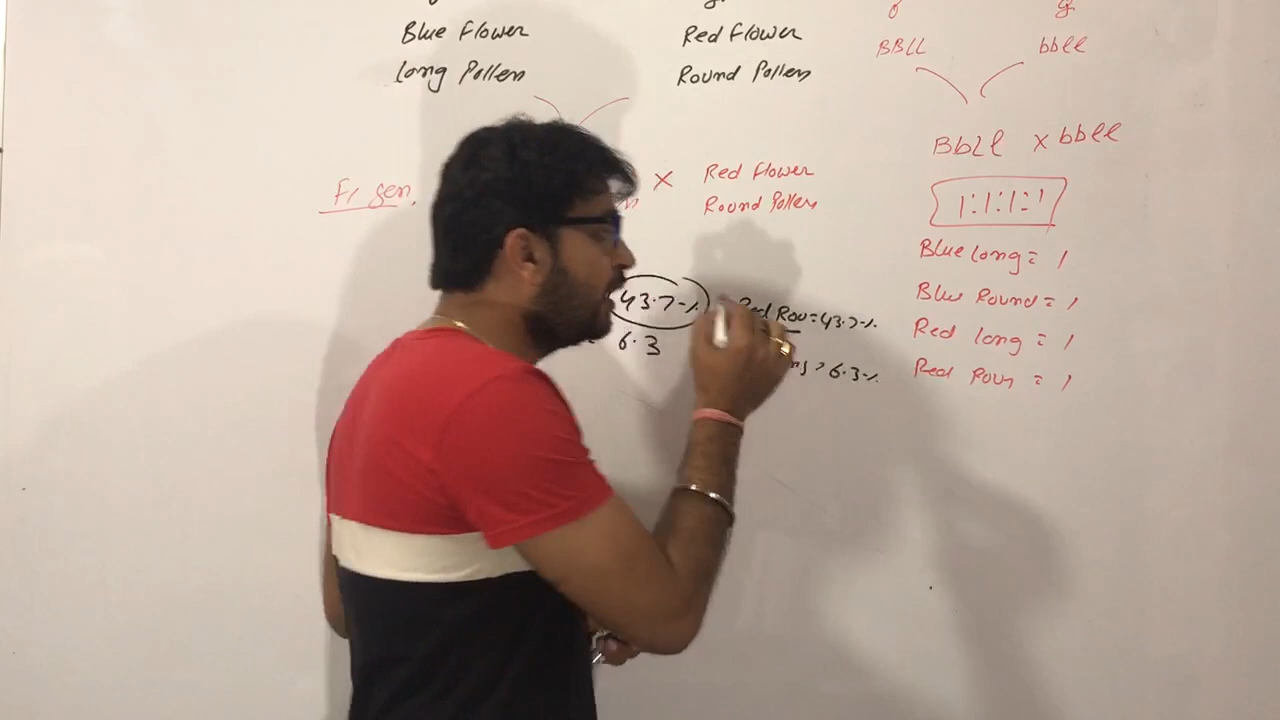 Blue Flower
Long Pollen
Red Flower
Round Pollen
F1 gen.
X Red Flower
Round Pollen
43.7%
6.3
Rou = 43.7%
6.3%
BBLL
bbll
BbLl x bbll
1:1:1:1
Blue long = 1
Blue Round = 1
Red long = 1
Red Roun = 1